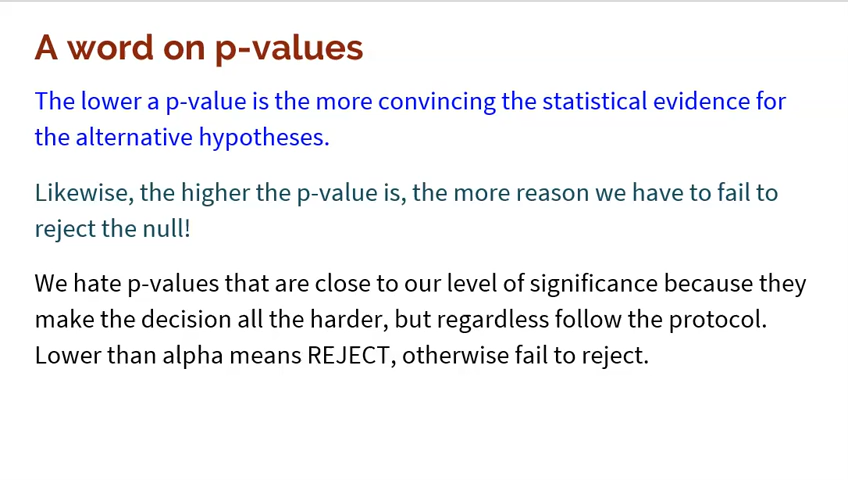 A word on p-values
The lower a p-value is the more convincing the statistical evidence for
the alternative hypotheses.
Likewise, the higher the p-value is, the more reason we have to fail to
reject the null!
We hate p-values that are close to our level of significance because they
make the decision all the harder, but regardless follow the protocol.
Lower than alpha means REJECT, otherwise fail to reject.